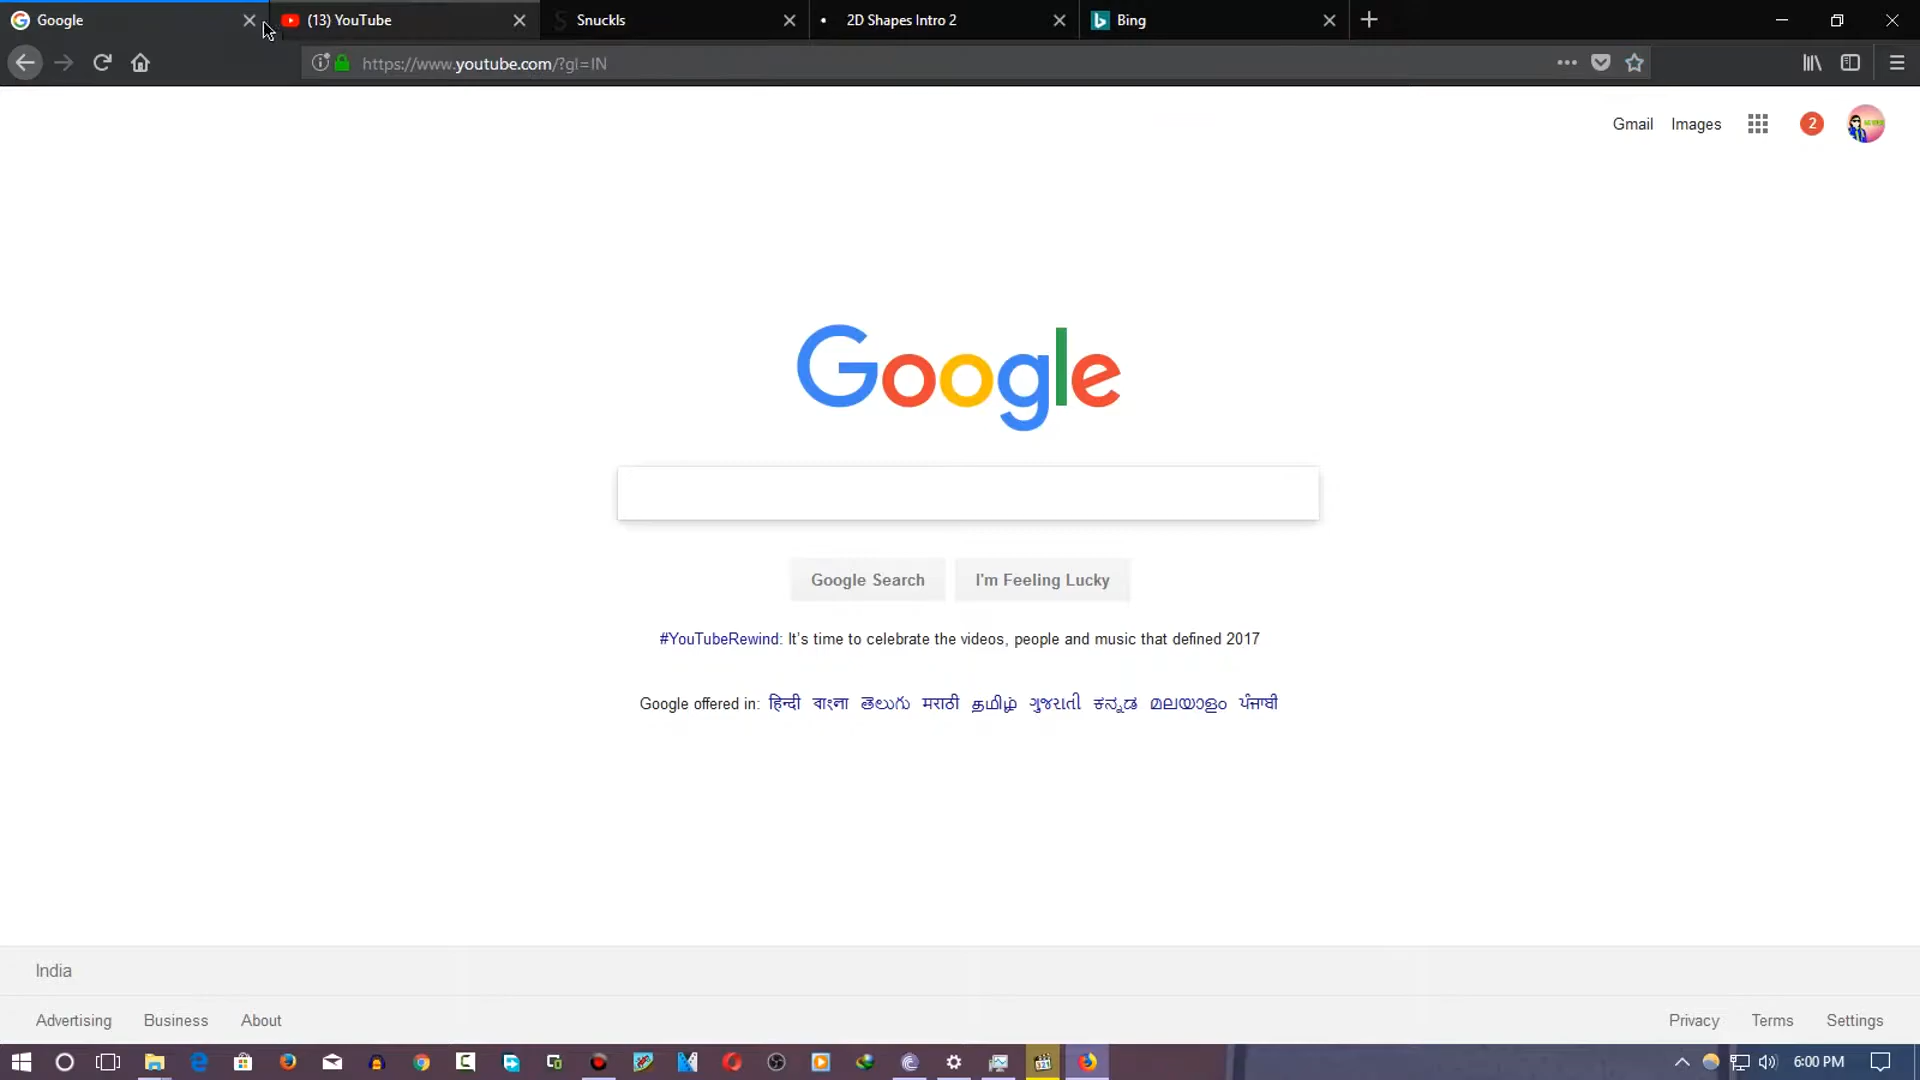 Google
(13) YouTube
Snuckls
2D Shapes Intro 2
Bing
https://www.youtube.com/?gl=IN
Gmail Images
2
Google
Google Search I'm Feeling Lucky
#YouTubeRewind: It's time to celebrate the videos, people and music that defined 2017
Google offered in: हिन्दी বাংলা తెలుగు मराठी தமிழ் ગુજરાતી ಕನ್ನಡ മലയാളം ਪੰਜਾਬੀ
India
Advertising Business About Privacy Terms Settings
6:00 PM